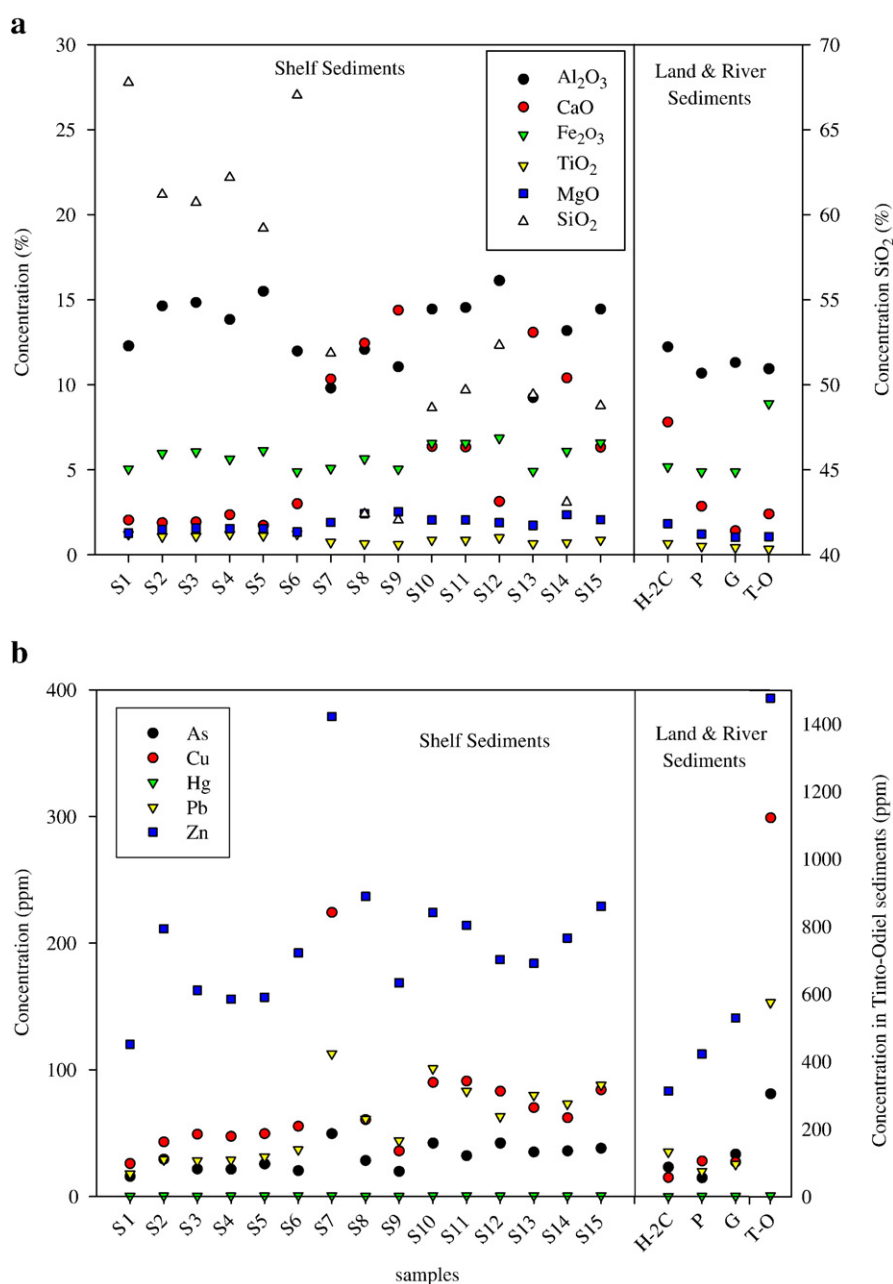 a
Shelf Sediments
Land & River
Sediments
Al₂O₃
CaO
Fe₂O₃
TiO₂
MgO
SiO₂
Concentration (%)
30
25
20
15
10
5
0
Concentration SiO₂ (%)
70
65
60
55
50
45
40
S1 S2 S3 S4 S5 S6 S7 S8 S9 S10 S11 S12 S13 S14 S15 H-2C P G T-O
b
As
Cu
Hg
Pb
Zn
Shelf Sediments
Land & River
Sediments
Concentration (ppm)
400
300
200
100
0
Concentration in Tinto-Odiel sediments (ppm)
1400
1200
1000
800
600
400
200
0
S1 S2 S3 S4 S5 S6 S7 S8 S9 S10 S11 S12 S13 S14 S15 H-2C P G T-O
samples